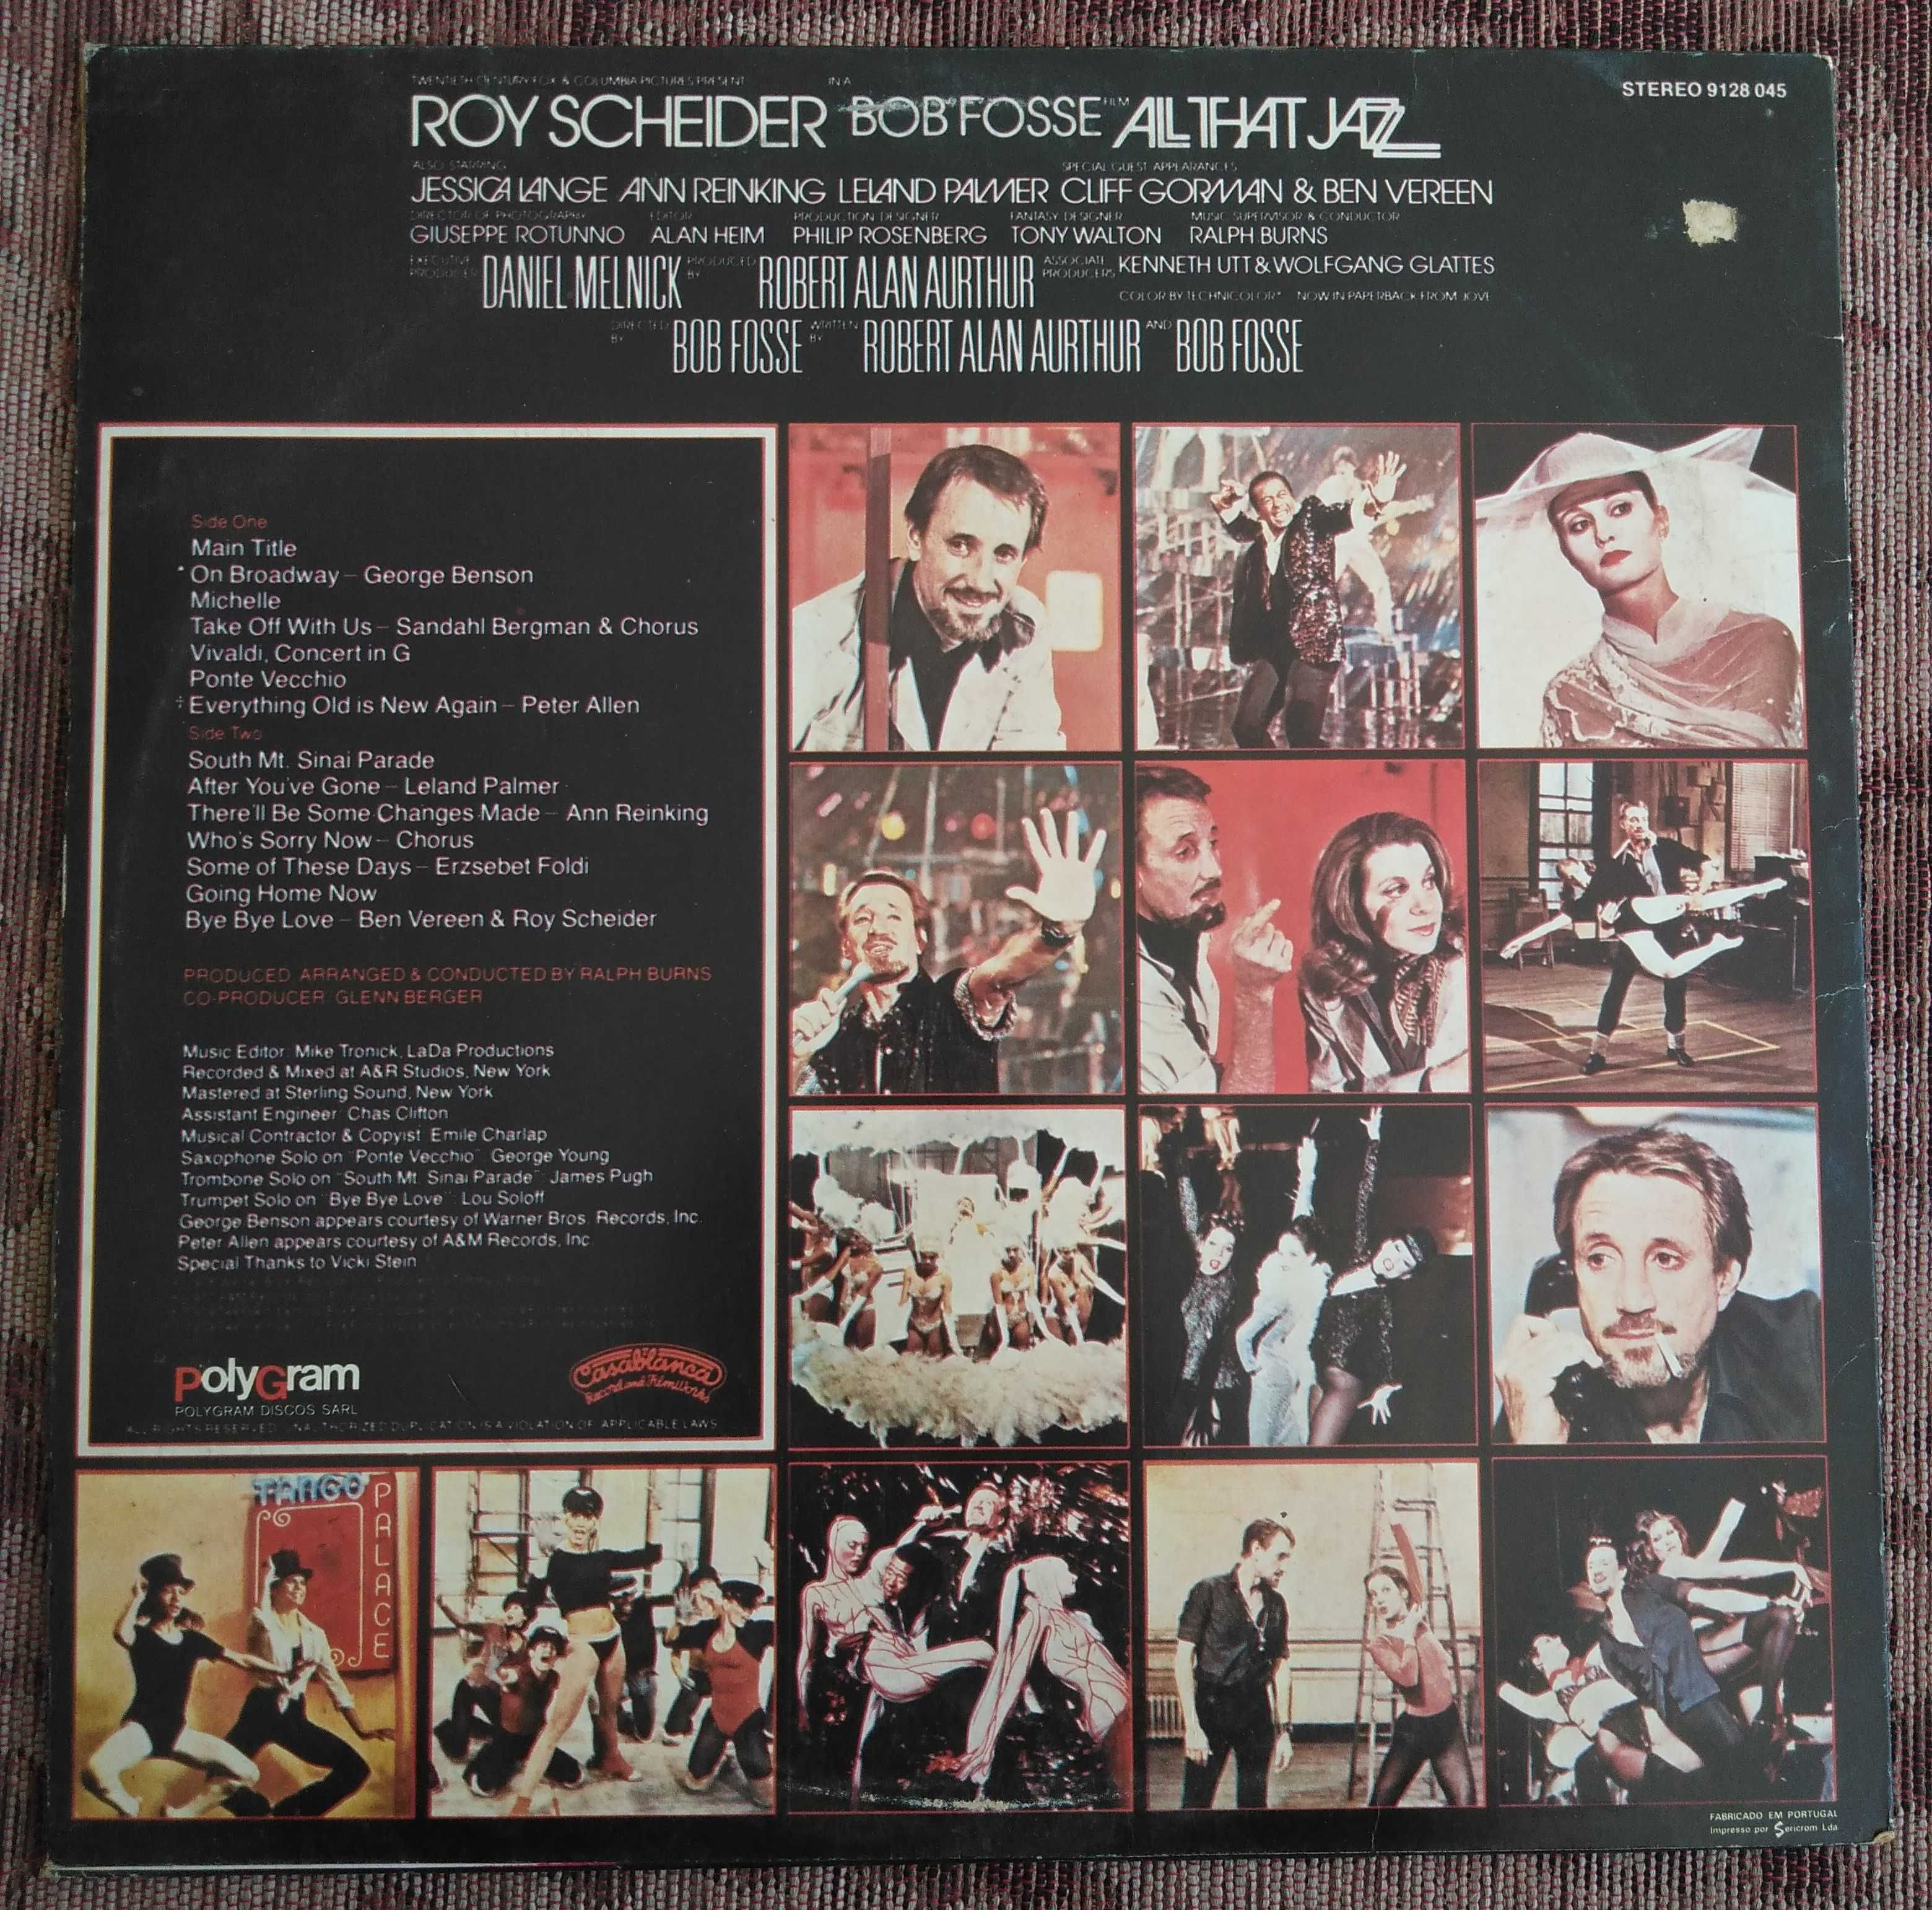 TWENTIETH CENTURY FOX & COLUMBIA PICTURES PRESENT IN A
STEREO 9128 045
ROY SCHEIDER BOB FOSSE FILM ALL THAT JAZZ
ALSO STARRING SPECIAL GUEST APPEARANCES
JESSICA LANGE ANN REINKING LELAND PALMER CLIFF GORMAN & BEN VEREEN
DIRECTOR OF PHOTOGRAPHY EDITOR PRODUCTION DESIGNER FANTASY DESIGNER MUSIC SUPERVISOR & CONDUCTOR
GIUSEPPE ROTUNNO ALAN HEIM PHILIP ROSENBERG TONY WALTON RALPH BURNS
EXECUTIVE PRODUCER DANIEL MELNICK PRODUCED BY ROBERT ALAN AURTHUR ASSOCIATE PRODUCERS KENNETH UTT & WOLFGANG GLATTES
COLOR BY TECHNICOLOR® NOW IN PAPERBACK FROM JOVE
DIRECTED BY BOB FOSSE WRITTEN BY ROBERT ALAN AURTHUR AND BOB FOSSE
Side One
Main Title
* On Broadway – George Benson
Michelle
Take Off With Us – Sandahl Bergman & Chorus
Vivaldi, Concert in G
Ponte Vecchio
‡ Everything Old is New Again – Peter Allen
Side Two
South Mt. Sinai Parade
After You've Gone – Leland Palmer
There'll Be Some Changes Made – Ann Reinking
Who's Sorry Now – Chorus
Some of These Days – Erzsebet Foldi
Going Home Now
Bye Bye Love – Ben Vereen & Roy Scheider
PRODUCED ARRANGED & CONDUCTED BY RALPH BURNS
CO-PRODUCER GLENN BERGER
Music Editor: Mike Tronick, LaDa Productions
Recorded & Mixed at A&R Studios, New York
Mastered at Sterling Sound, New York
Assistant Engineer: Chas Clifton
Musical Contractor & Copyist: Emile Charlap
Saxophone Solo on "Ponte Vecchio" George Young
Trombone Solo on "South Mt. Sinai Parade" James Pugh
Trumpet Solo on "Bye Bye Love" Lou Soloff
George Benson appears courtesy of Warner Bros. Records, Inc.
Peter Allen appears courtesy of A&M Records, Inc.
Special Thanks to Vicki Stein
PolyGram
POLYGRAM DISCOS SARL
Casablanca
Record and FilmWorks
ALL RIGHTS RESERVED UNAUTHORIZED DUPLICATION IS A VIOLATION OF APPLICABLE LAWS
TANGO
PALACE
FABRICADO EM PORTUGAL
Impresso por Sericrom Lda